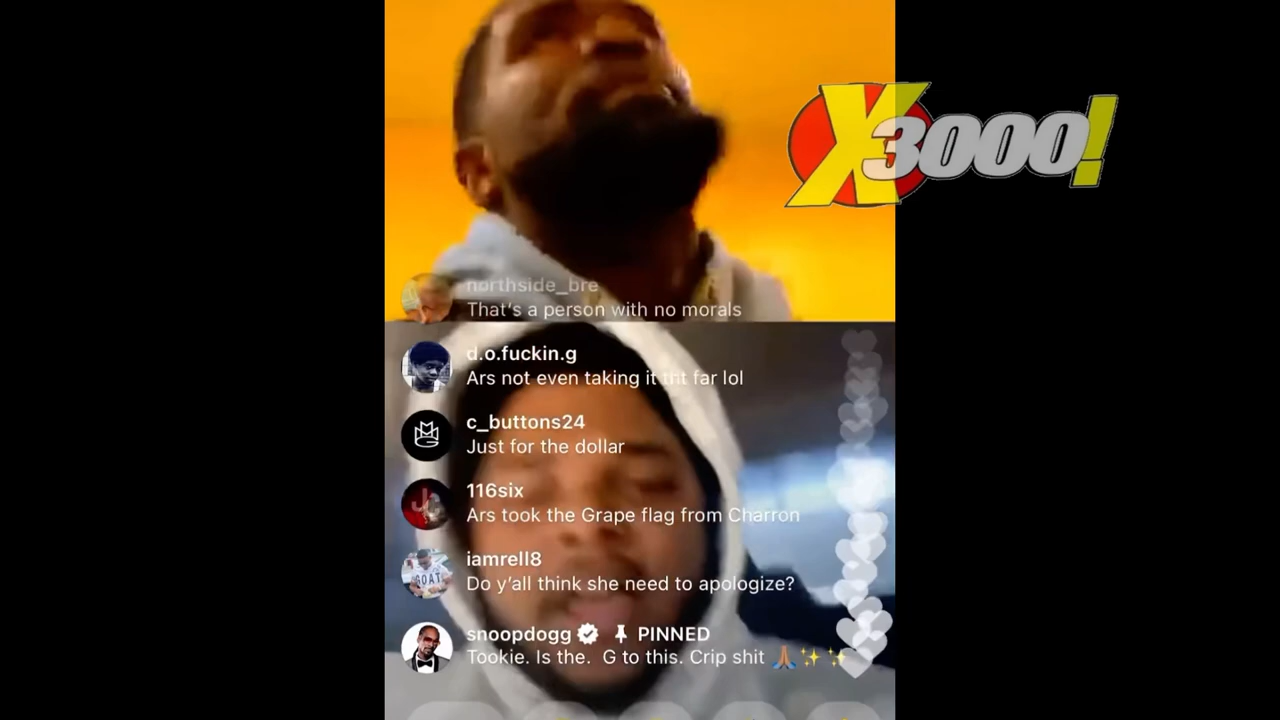 X3000!
northside_bre
That's a person with no morals
d.o.fuckin.g
Ars not even taking it tht far lol
c_buttons24
Just for the dollar
116six
Ars took the Grape flag from Charron
iamrell8
Do y'all think she need to apologize?
GOAT
snoopdogg PINNED
Tookie. Is the. G to this. Crip shit 🙏🏽✨✨